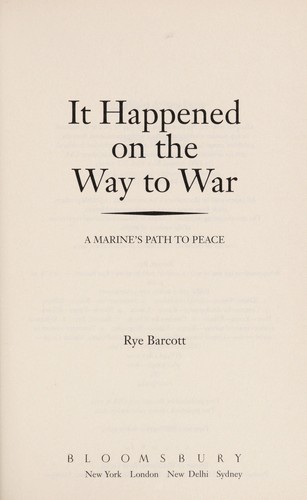 It Happened
on the
Way to War
A MARINE'S PATH TO PEACE
Rye Barcott
BLOOMSBURY
New York London New Delhi Sydney